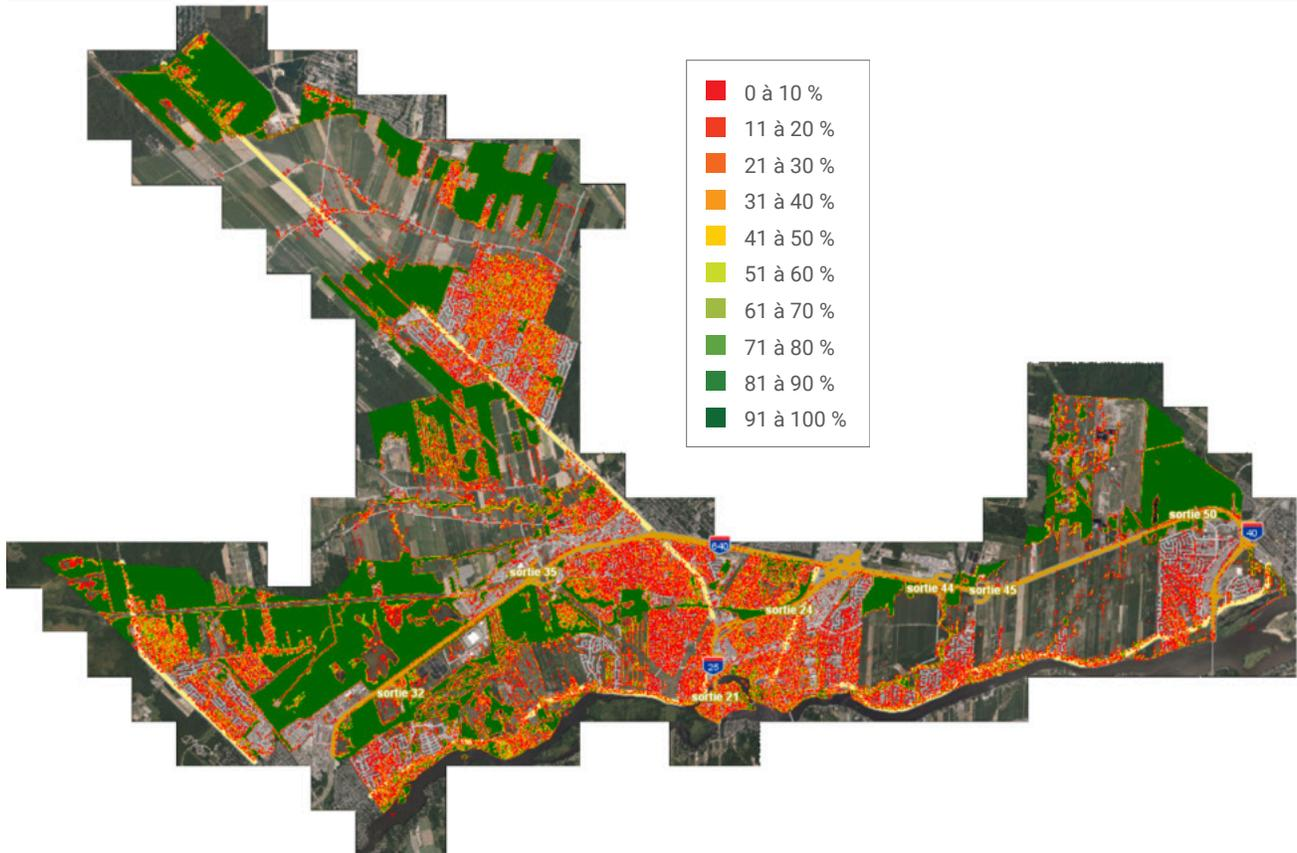 0 à 10 %
11 à 20 %
21 à 30 %
31 à 40 %
41 à 50 %
51 à 60 %
61 à 70 %
71 à 80 %
81 à 90 %
91 à 100 %
sortie 50
40
640
sortie 35
sortie 44
sortie 45
sortie 24
25
sortie 32
sortie 21